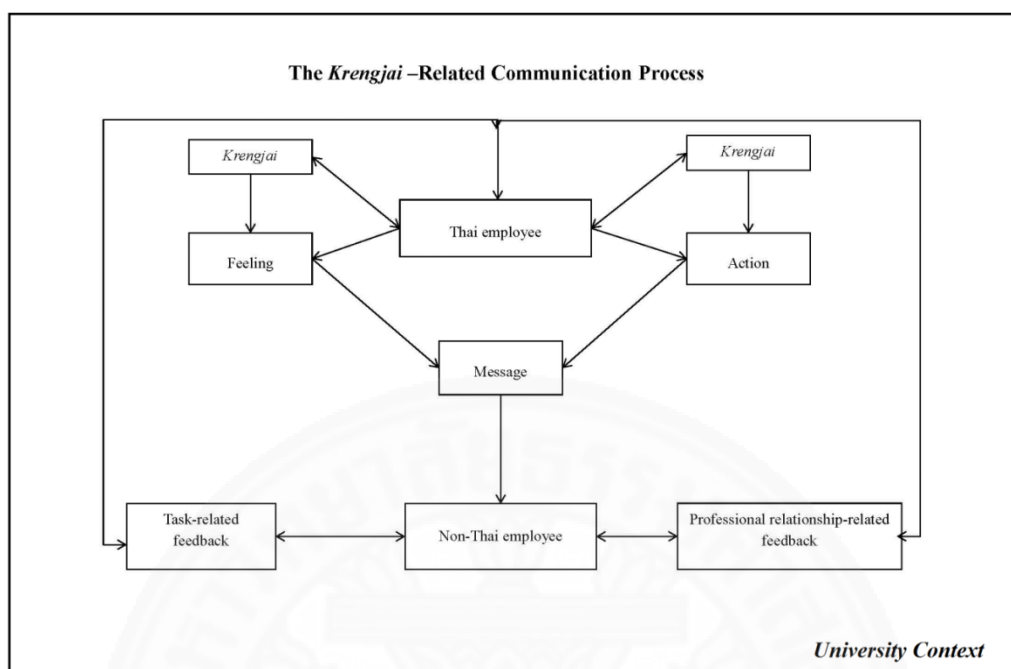 The Krengjai –Related Communication Process
Krengjai
Krengjai
Thai employee
Feeling
Action
Message
Task-related
feedback
Non-Thai employee
Professional relationship-related
feedback
University Context